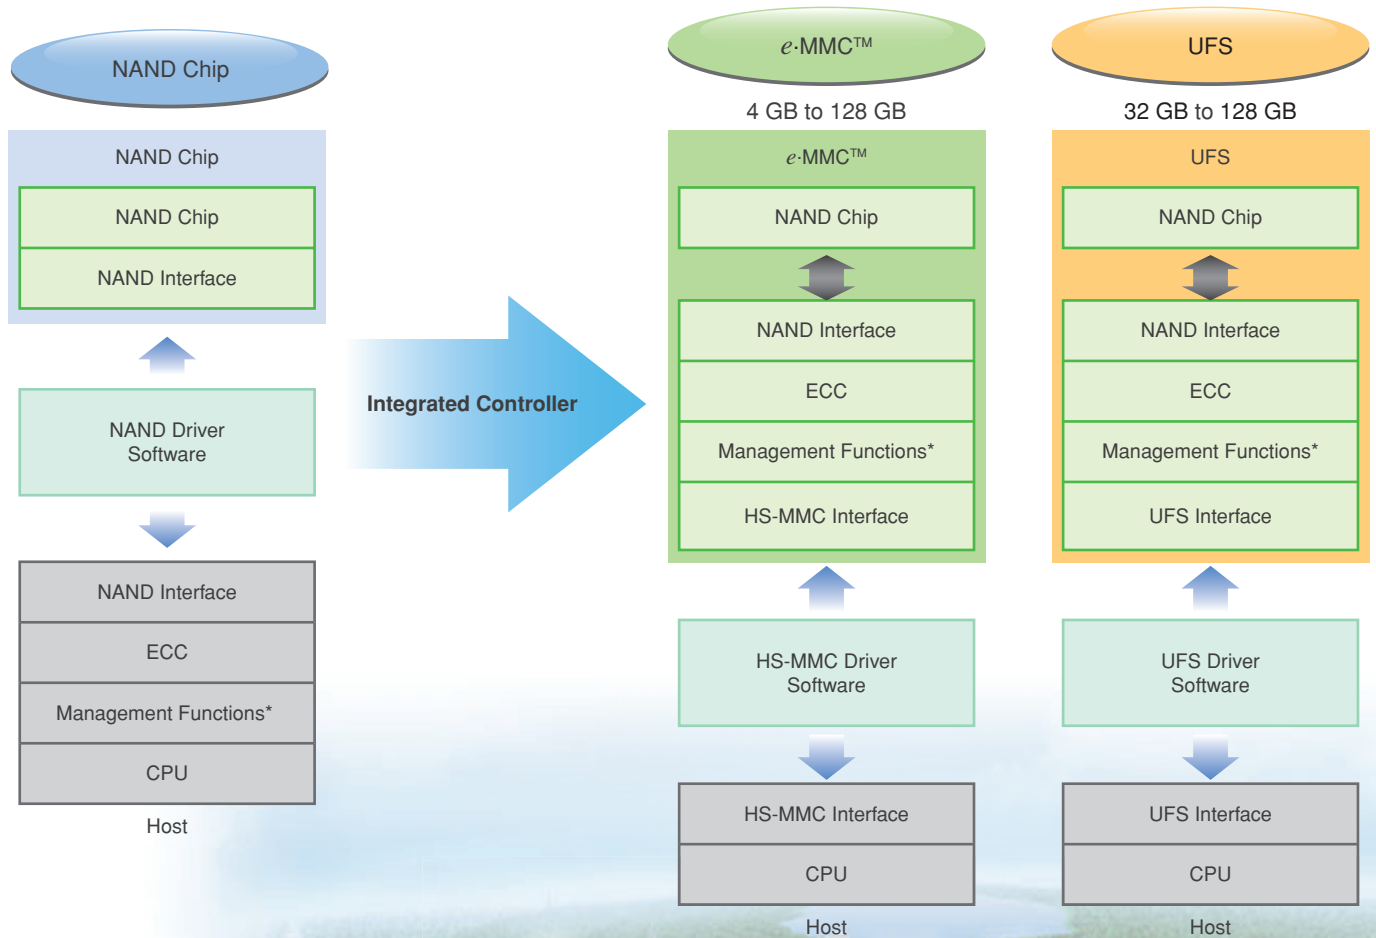 NAND Chip
NAND Chip
NAND Chip
NAND Interface
NAND Driver
Software
NAND Interface
ECC
Management Functions*
CPU
Host
Integrated Controller
e·MMC™
4 GB to 128 GB
e·MMC™
NAND Chip
NAND Interface
ECC
Management Functions*
HS-MMC Interface
HS-MMC Driver
Software
HS-MMC Interface
CPU
Host
UFS
32 GB to 128 GB
UFS
NAND Chip
NAND Interface
ECC
Management Functions*
UFS Interface
UFS Driver
Software
UFS Interface
CPU
Host